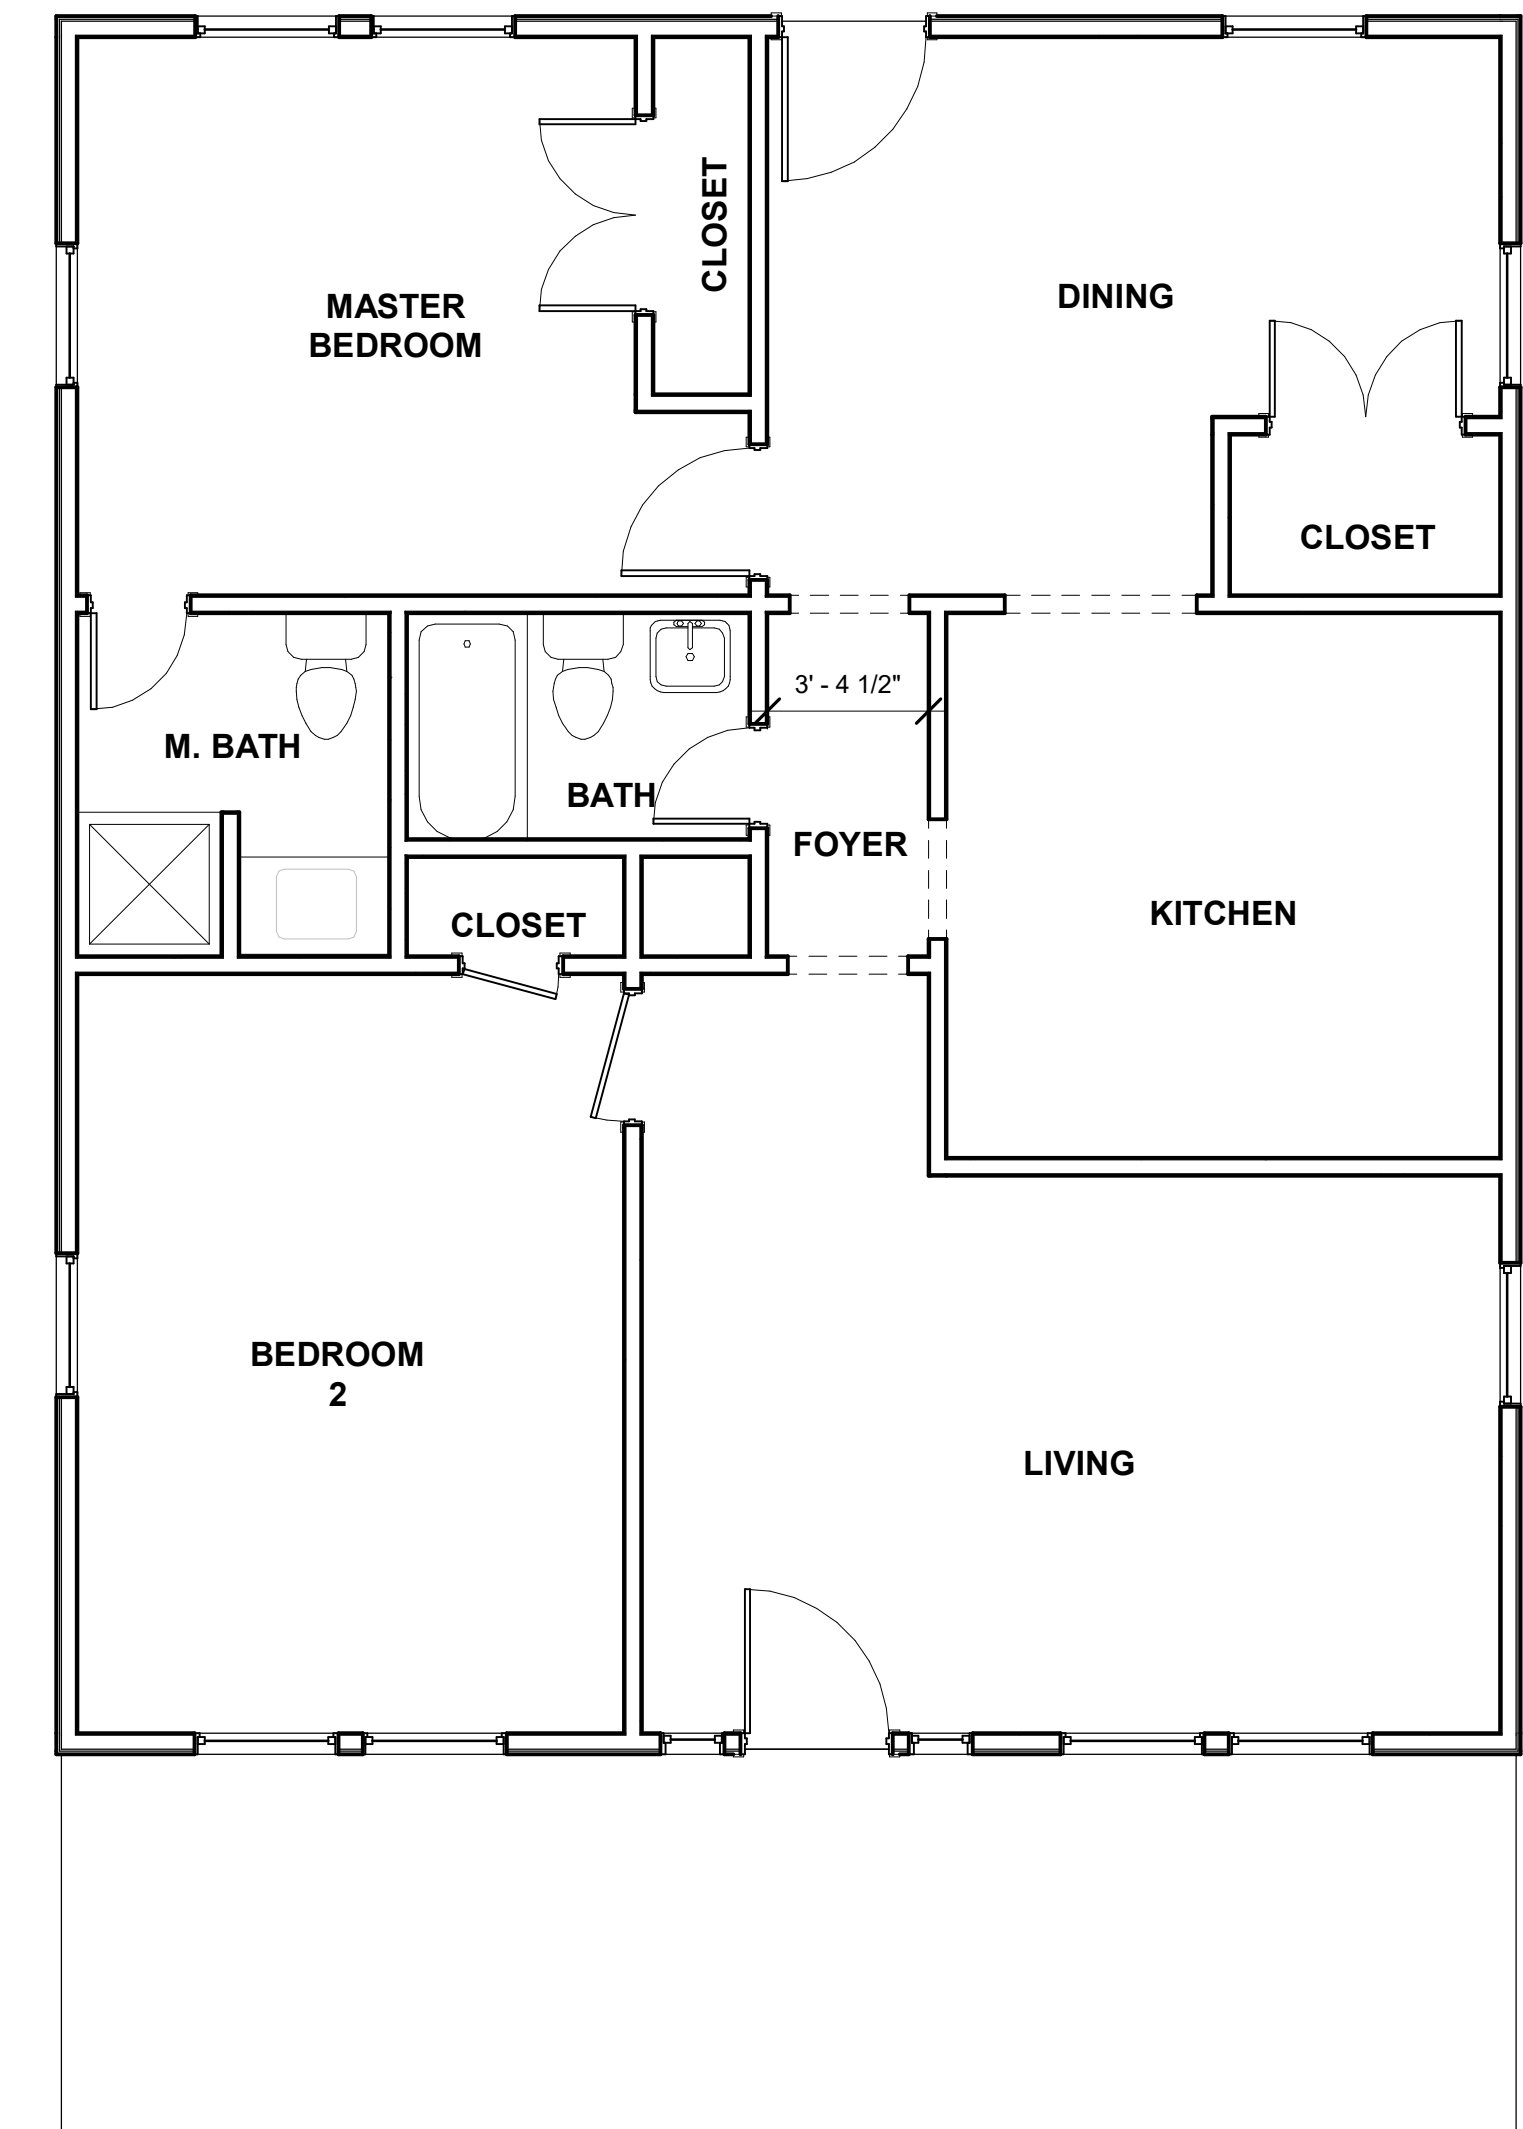 CLOSET
MASTER
BEDROOM
DINING
CLOSET
3' - 4 1/2"
M. BATH
BATH
FOYER
CLOSET
KITCHEN
BEDROOM
2
LIVING